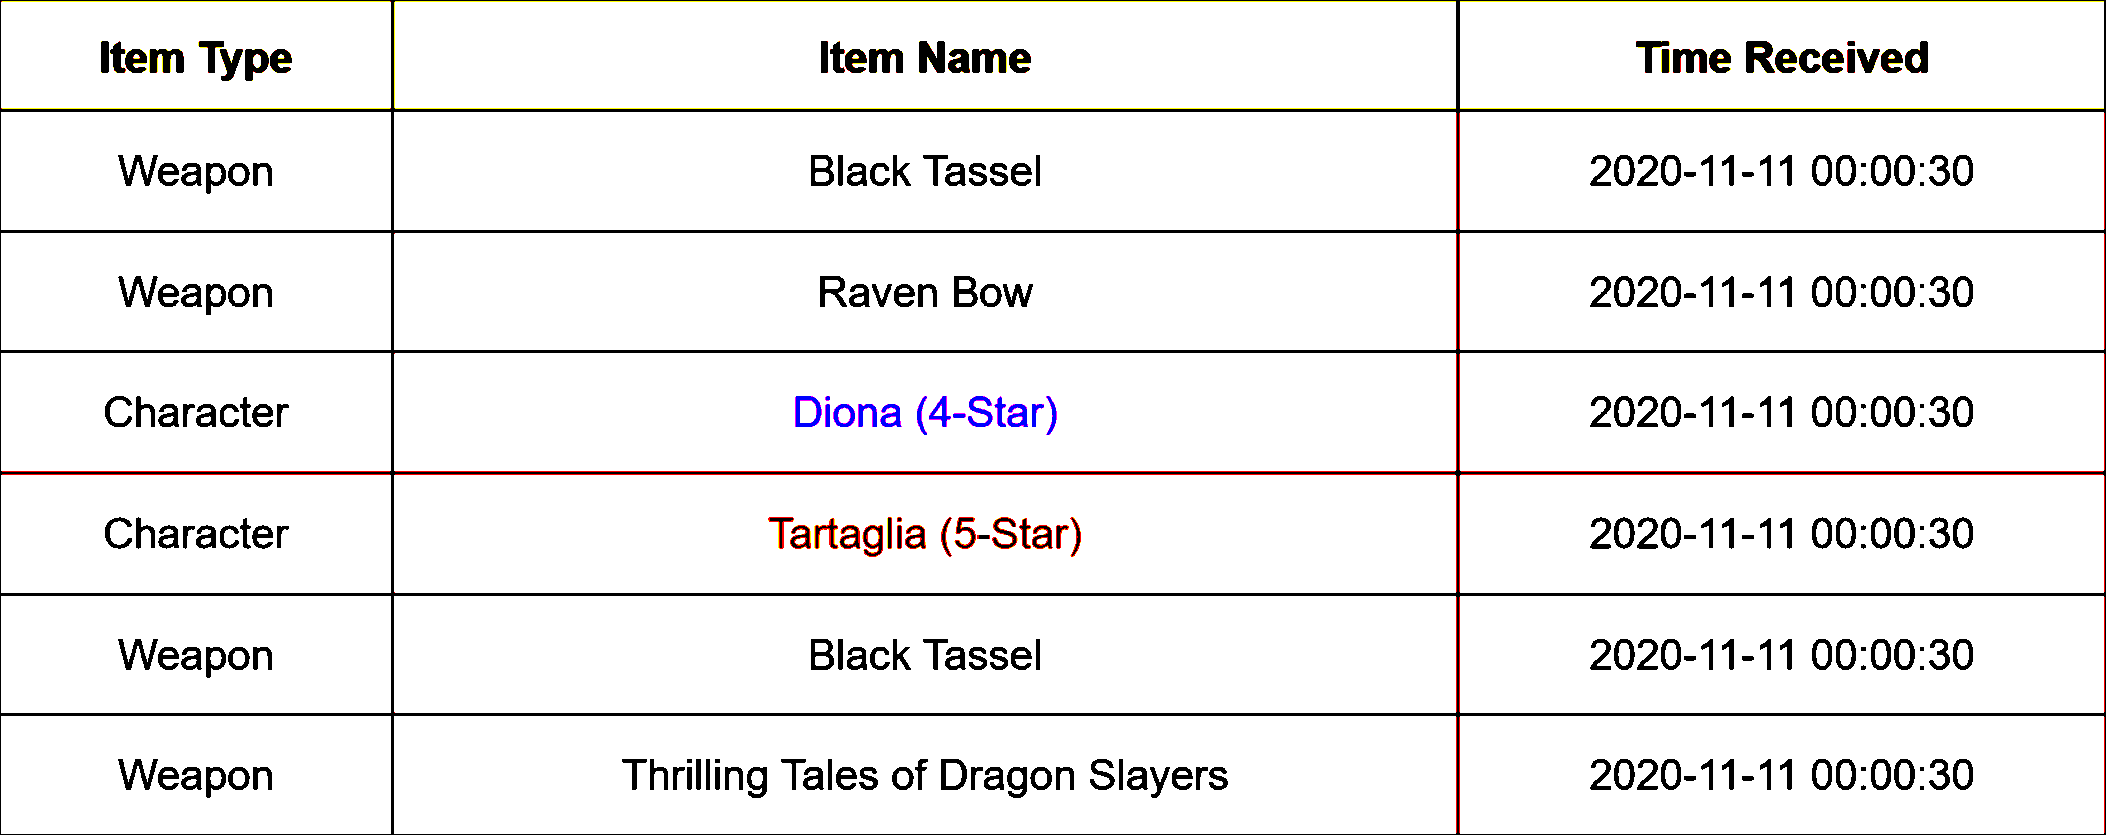 Item Type Item Name Time Received
Weapon Black Tassel 2020-11-11 00:00:30
Weapon Raven Bow 2020-11-11 00:00:30
Character Diona (4-Star) 2020-11-11 00:00:30
Character Tartaglia (5-Star) 2020-11-11 00:00:30
Weapon Black Tassel 2020-11-11 00:00:30
Weapon Thrilling Tales of Dragon Slayers 2020-11-11 00:00:30